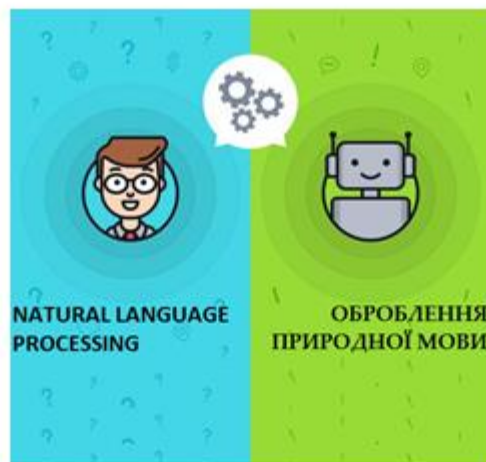 NATURAL LANGUAGE
PROCESSING
ОБРОБЛЕННЯ
ПРИРОДНОЇ МОВИ